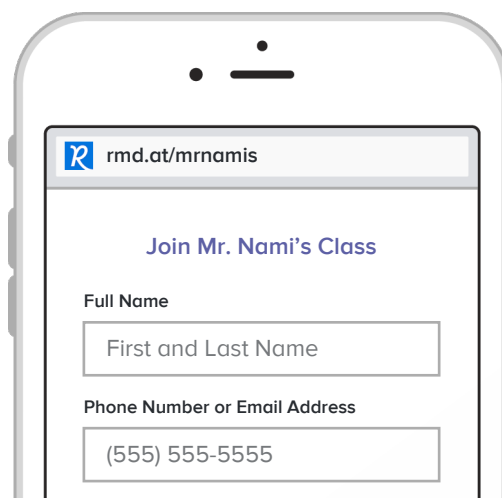 rmd.at/mrnamis
Join Mr. Nami's Class
Full Name
First and Last Name
Phone Number or Email Address
(555) 555-5555